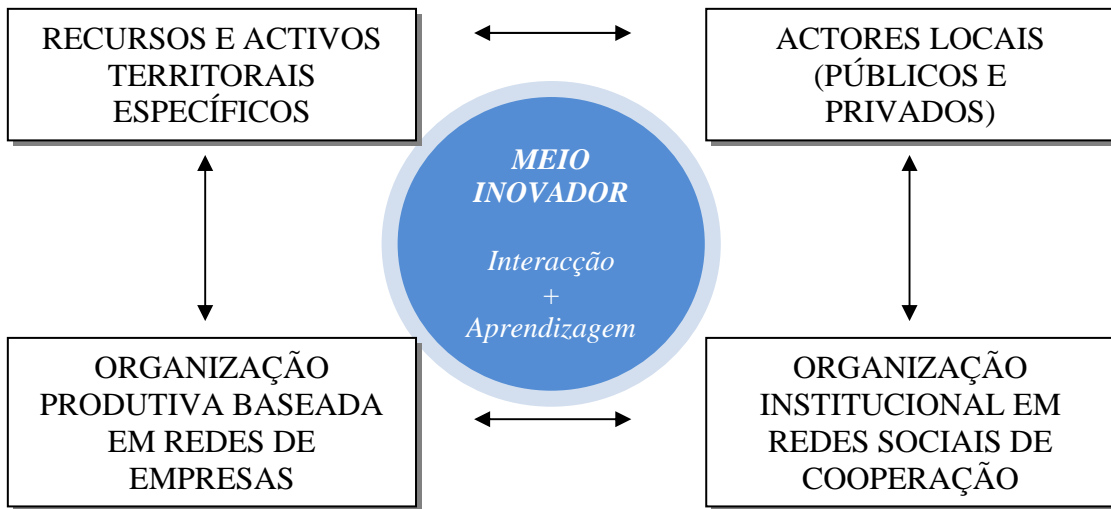 RECURSOS E ACTIVOS
TERRITORAIS
ESPECÍFICOS
ACTORES LOCAIS
(PÚBLICOS E
PRIVADOS)
MEIO
INOVADOR
Interacção
+
Aprendizagem
ORGANIZAÇÃO
PRODUTIVA BASEADA
EM REDES DE
EMPRESAS
ORGANIZAÇÃO
INSTITUCIONAL EM
REDES SOCIAIS DE
COOPERAÇÃO